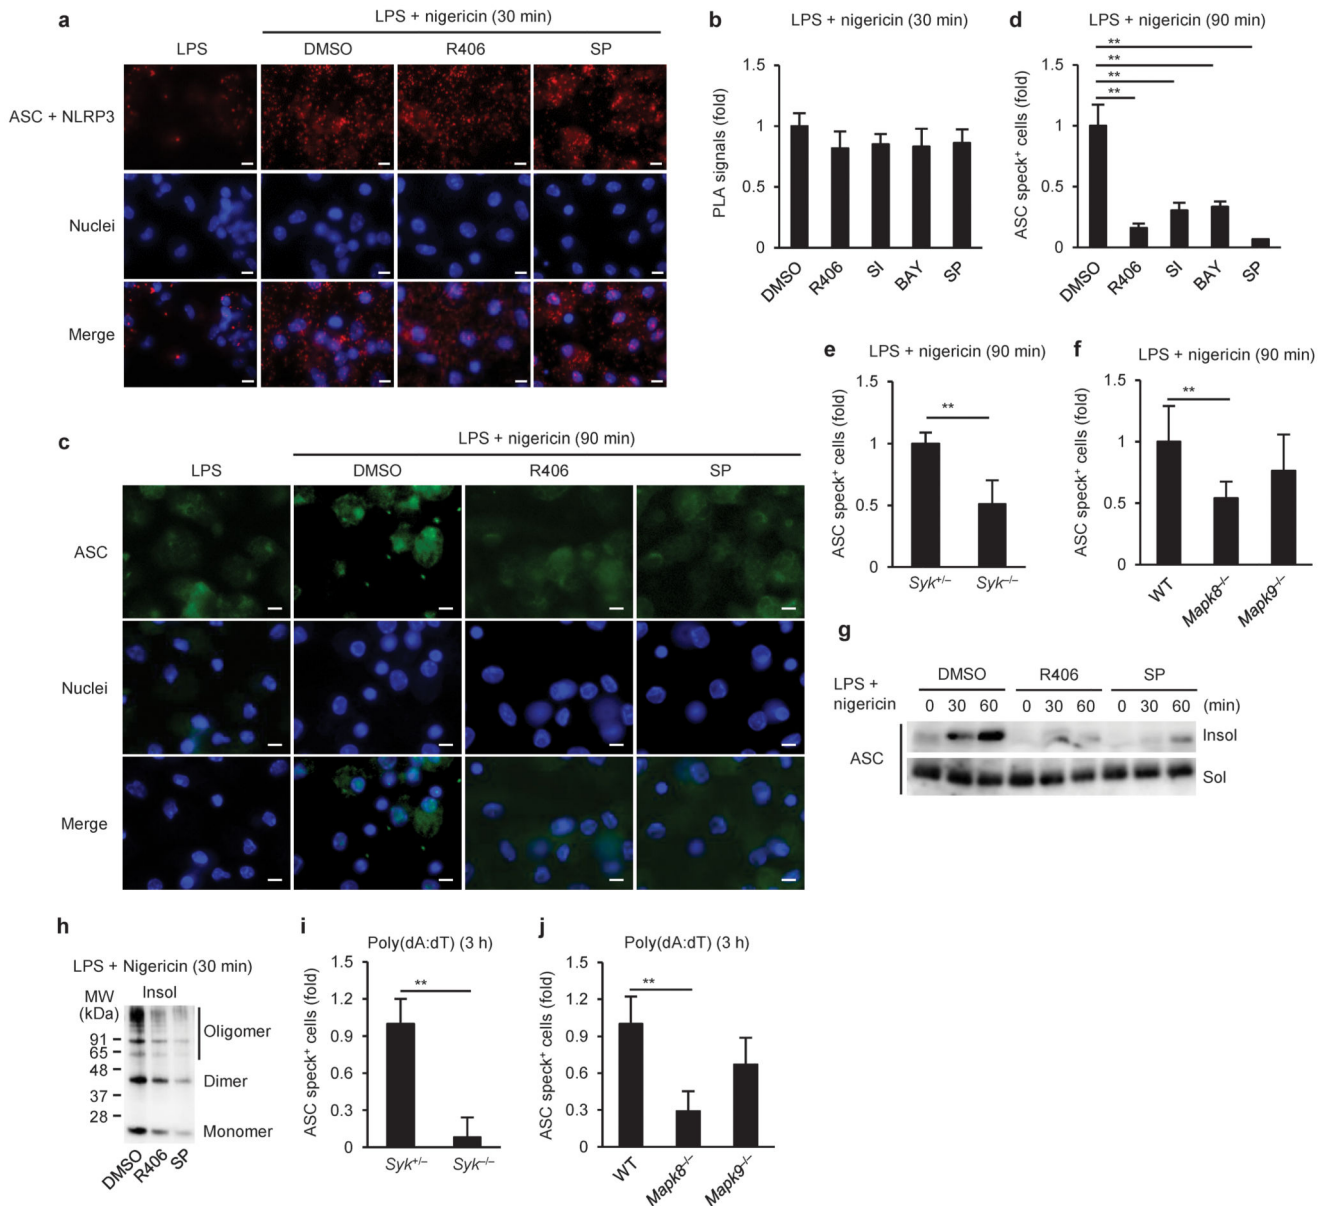 a
LPS + nigericin (30 min)
LPS
DMSO
R406
SP
ASC + NLRP3
Nuclei
Merge
b
LPS + nigericin (30 min)
PLA signals (fold)
1.5
1
0.5
0
DMSO
R406
SI
BAY
SP
c
LPS + nigericin (90 min)
LPS
DMSO
R406
SP
ASC
Nuclei
Merge
d
LPS + nigericin (90 min)
ASC speck⁺ cells (fold)
**
**
**
**
1.5
1
0.5
0
DMSO
R406
SI
BAY
SP
e
LPS + nigericin (90 min)
ASC speck⁺ cells (fold)
1.5
1
0.5
0
**
Syk⁺/⁻
Syk⁻/⁻
f
LPS + nigericin (90 min)
ASC speck⁺ cells (fold)
1.5
1
0.5
0
**
WT
Mapk8⁻/⁻
Mapk9⁻/⁻
g
LPS +
nigericin
DMSO
R406
SP
0 30 60 0 30 60 0 30 60 (min)
ASC
Insol
Sol
h
LPS + Nigericin (30 min)
MW
(kDa)
Insol
91
65
48
37
28
Oligomer
Dimer
Monomer
DMSO
R406
SP
i
Poly(dA:dT) (3 h)
ASC speck⁺ cells (fold)
1.5
1.2
0.9
0.6
0.3
0
**
Syk⁺/⁻
Syk⁻/⁻
j
Poly(dA:dT) (3 h)
ASC speck⁺ cells (fold)
1.5
1.2
0.9
0.6
0.3
0
**
WT
Mapk8⁻/⁻
Mapk9⁻/⁻